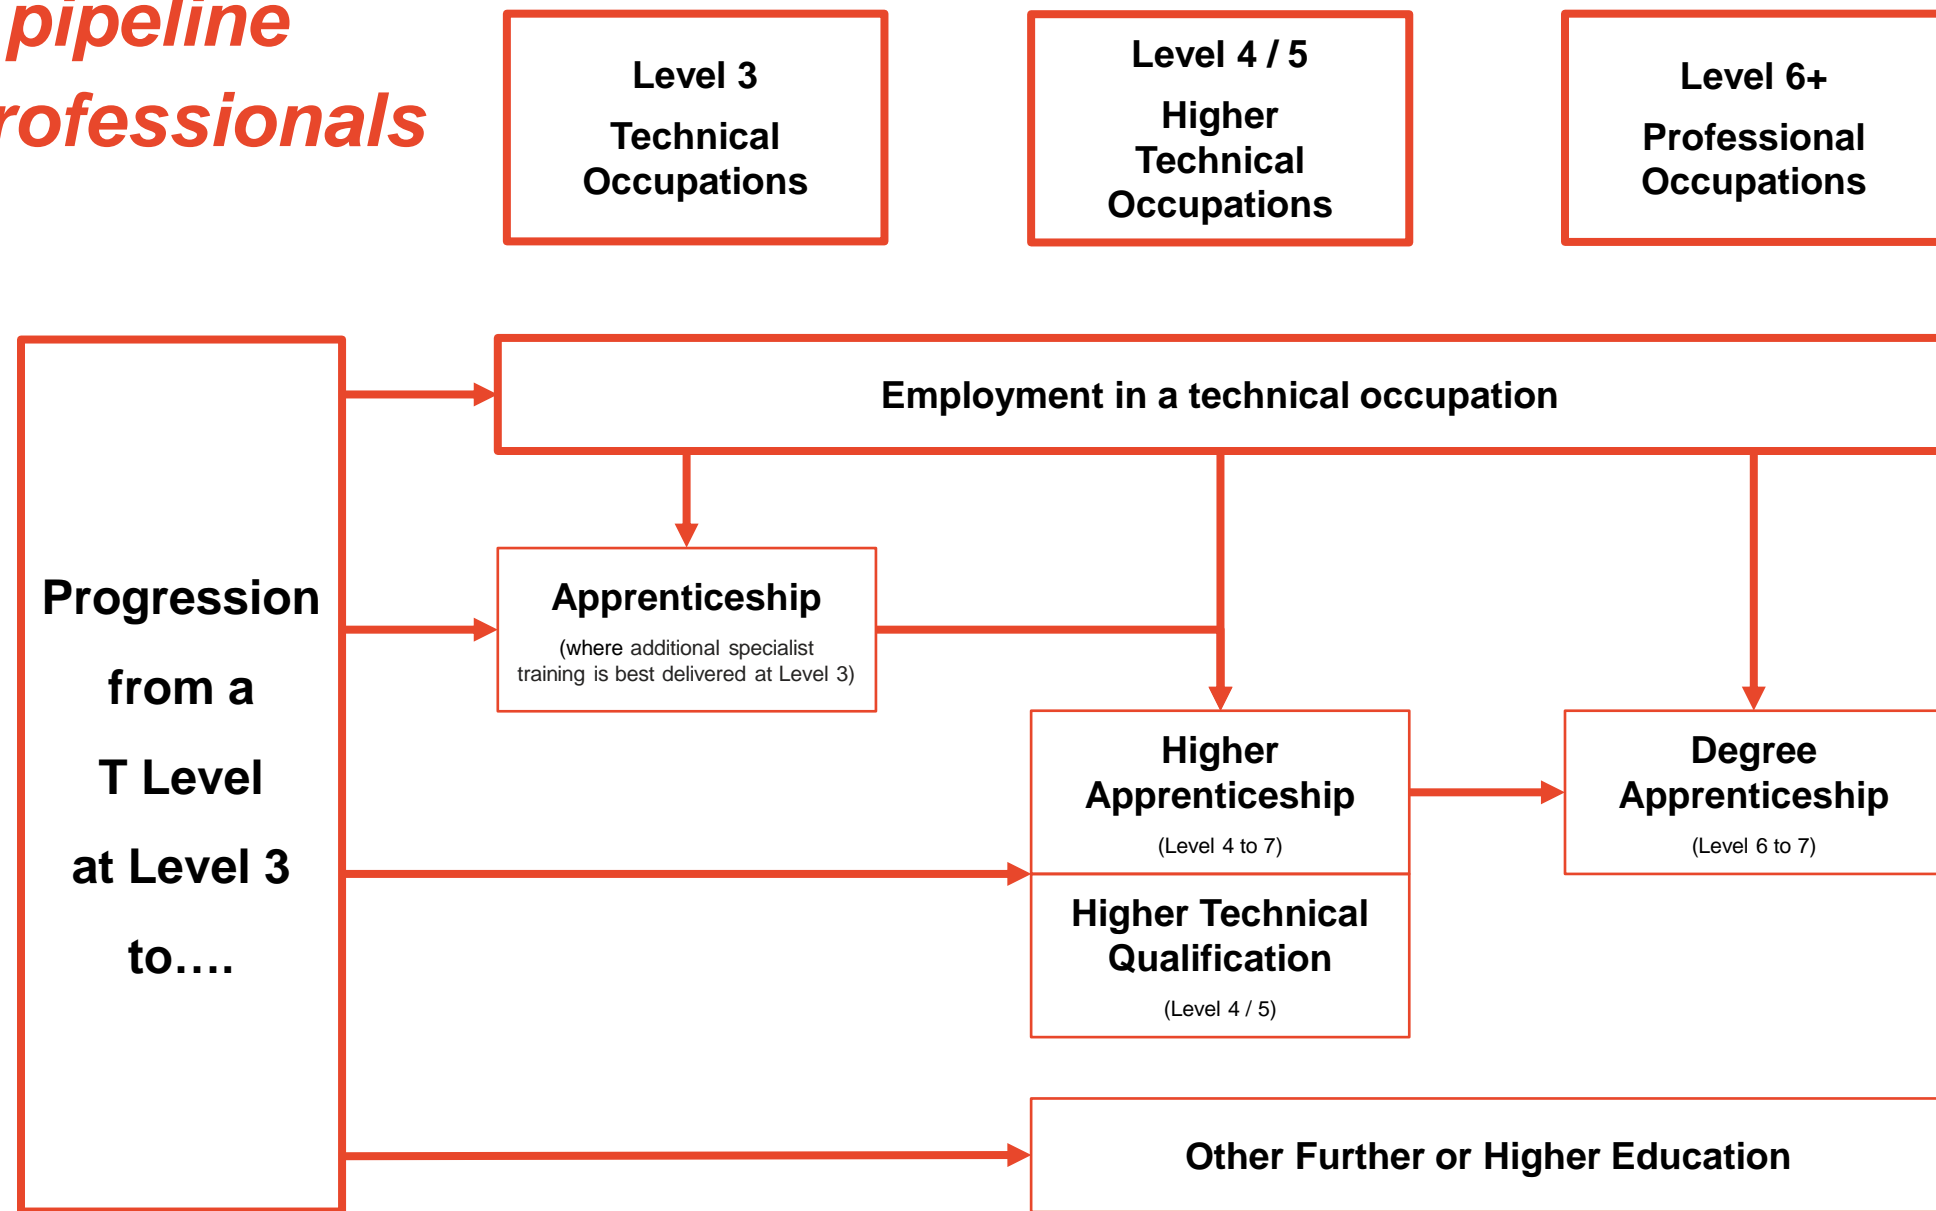 pipeline
rofessionals
Level 3
Technical
Occupations
Level 4 / 5
Higher
Technical
Occupations
Level 6+
Professional
Occupations
Progression
from a
T Level
at Level 3
to….
Employment in a technical occupation
Apprenticeship
(where additional specialist
training is best delivered at Level 3)
Higher
Apprenticeship
(Level 4 to 7)
Higher Technical
Qualification
(Level 4 / 5)
Degree
Apprenticeship
(Level 6 to 7)
Other Further or Higher Education